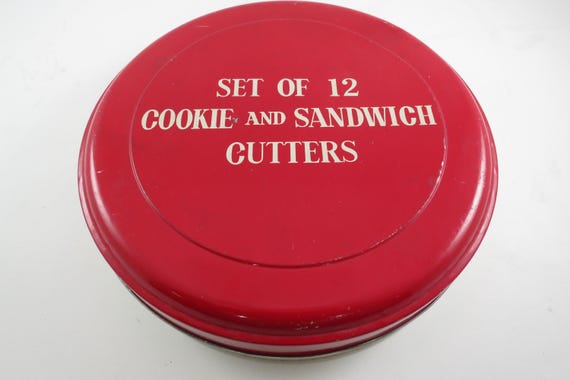 SET OF 12
COOKIE AND SANDWICH
CUTTERS